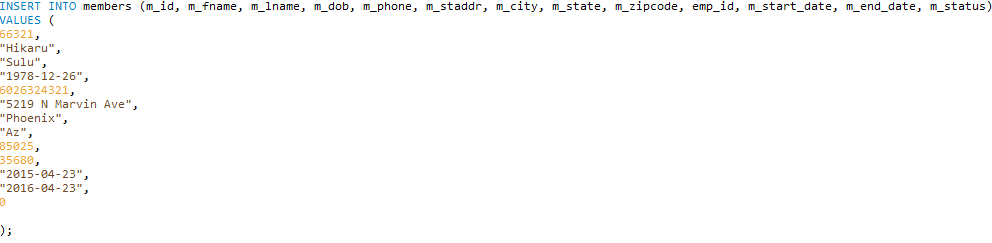 INSERT INTO members (m_id, m_fname, m_lname, m_dob, m_phone, m_staddr, m_city, m_state, m_zipcode, emp_id, m_start_date, m_end_date, m_status)
VALUES (
66321,
"Hikaru",
"Sulu",
"1978-12-26",
6026324321,
"5219 N Marvin Ave",
"Phoenix",
"Az",
85025,
35680,
"2015-04-23",
"2016-04-23",
0
);